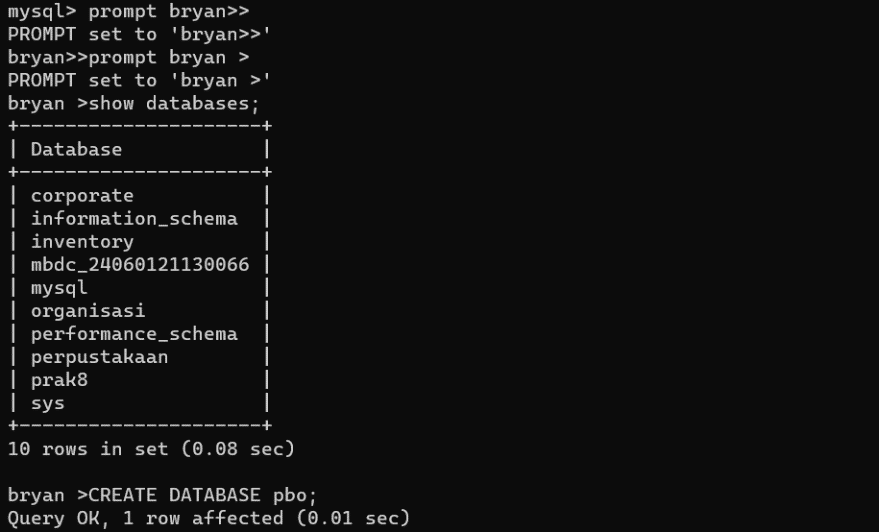 mysql> prompt bryan>>
PROMPT set to 'bryan>>'
bryan>>prompt bryan >
PROMPT set to 'bryan >'
bryan >show databases;
+--------------------+
| Database           |
+--------------------+
| corporate          |
| information_schema |
| inventory          |
| mbdc_24060121130066 |
| mysql              |
| organisasi         |
| performance_schema |
| perpustakaan       |
| prak8              |
| sys                |
+--------------------+
10 rows in set (0.08 sec)

bryan >CREATE DATABASE pbo;
Query OK, 1 row affected (0.01 sec)